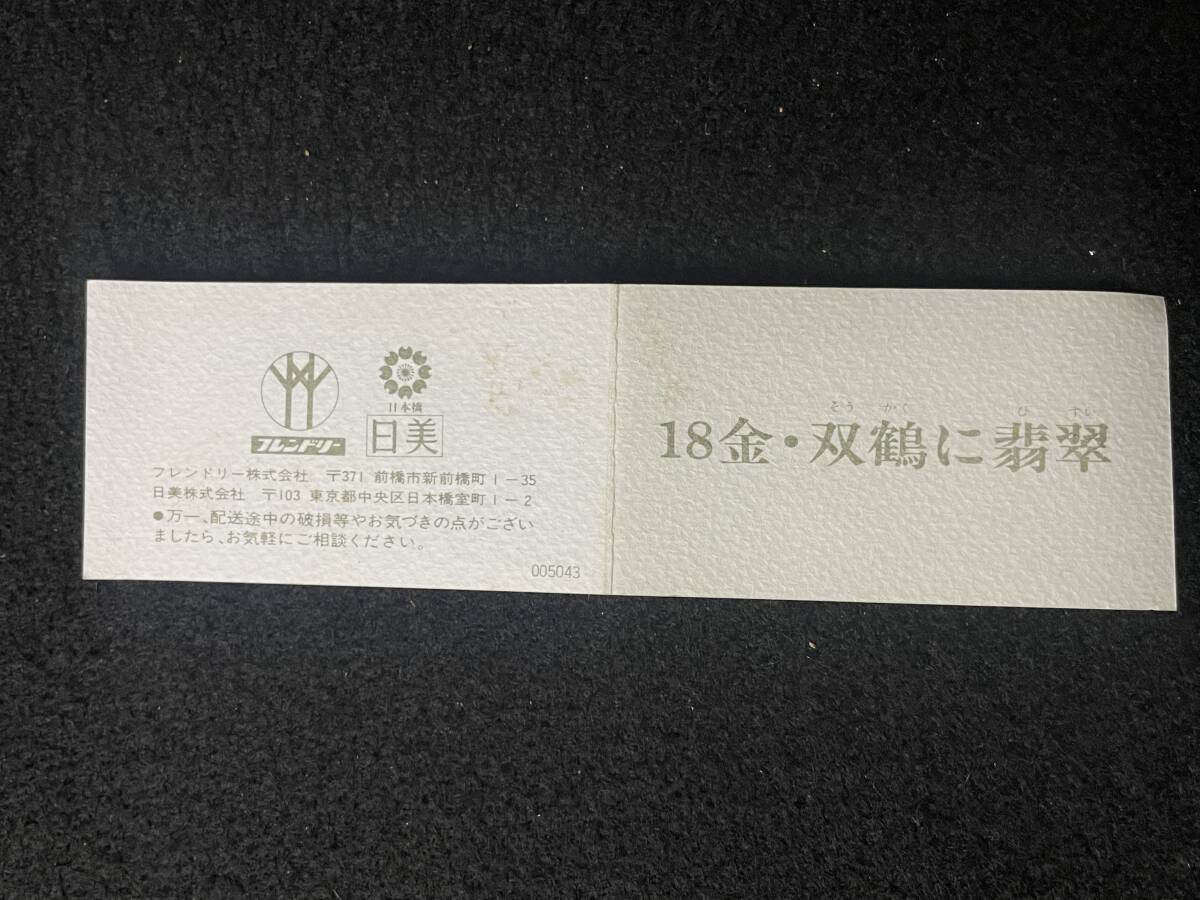 フレンドリー
日本橋
日美
フレンドリー株式会社 〒371 前橋市新前橋町1-35
日美株式会社 〒103 東京都中央区日本橋室町1-2
●万一、配送途中の破損等やお気づきの点がござい
ましたら、お気軽にご相談ください。
005043
そう かく ひ すい
18金・双鶴に翡翠